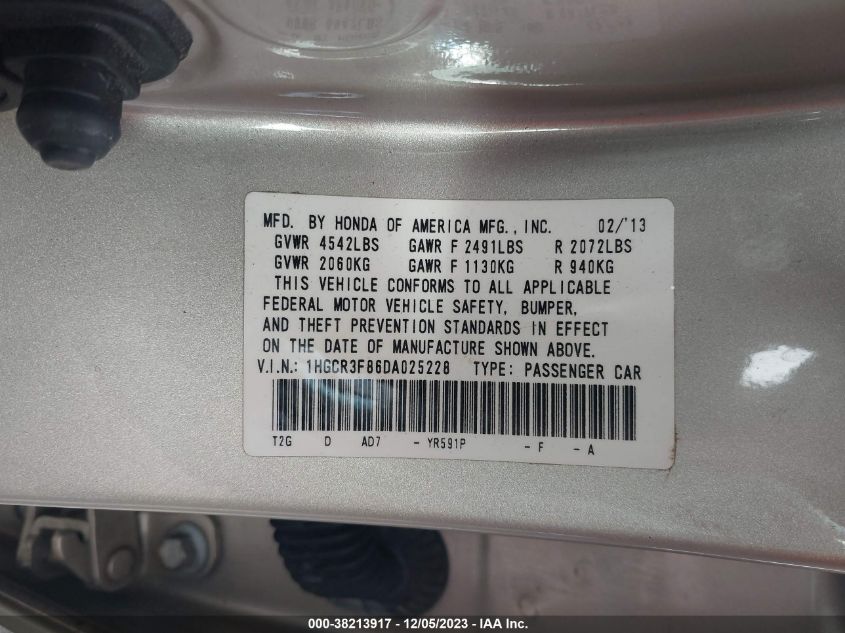 MFD. BY HONDA OF AMERICA MFG., INC. 02/'13
GVWR 4542LBS GAWR F 2491LBS R 2072LBS
GVWR 2060KG GAWR F 1130KG R 940KG
THIS VEHICLE CONFORMS TO ALL APPLICABLE
FEDERAL MOTOR VEHICLE SAFETY, BUMPER,
AND THEFT PREVENTION STANDARDS IN EFFECT
ON THE DATE OF MANUFACTURE SHOWN ABOVE.
V.I.N.: 1HGCR3F86DA025228 TYPE: PASSENGER CAR
T2G D AD7 - YR591P - F - A
000-38213917 - 12/05/2023 - IAA Inc.